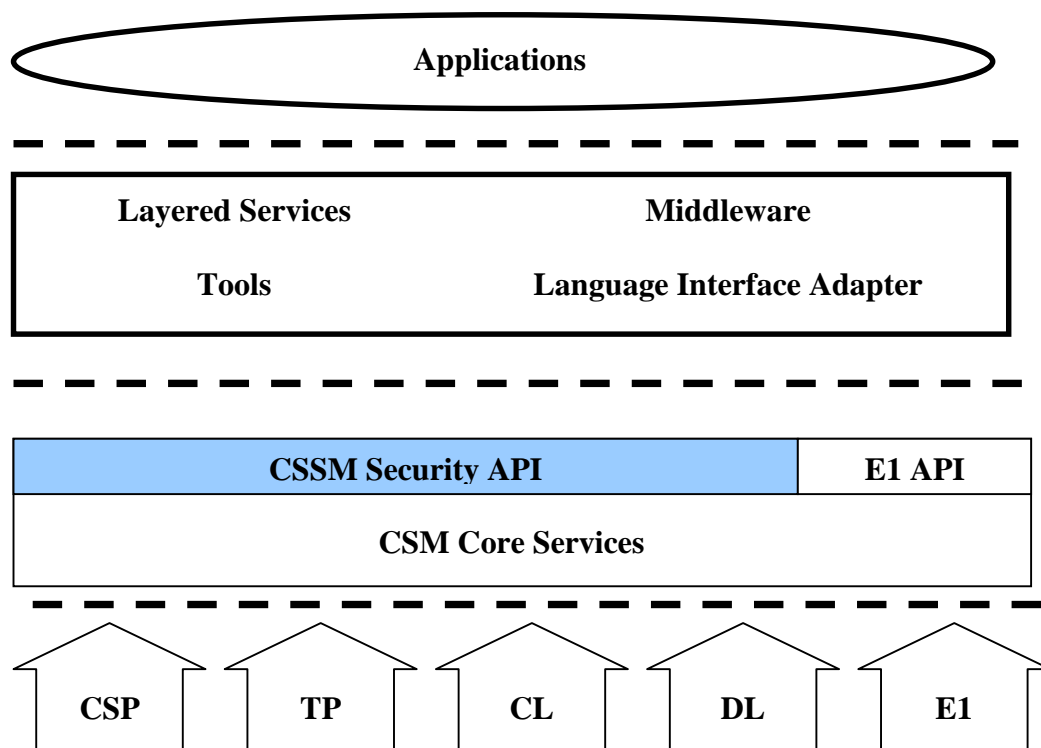 Applications
Layered Services Middleware
Tools Language Interface Adapter
CSSM Security API E1 API
CSM Core Services
CSP TP CL DL E1